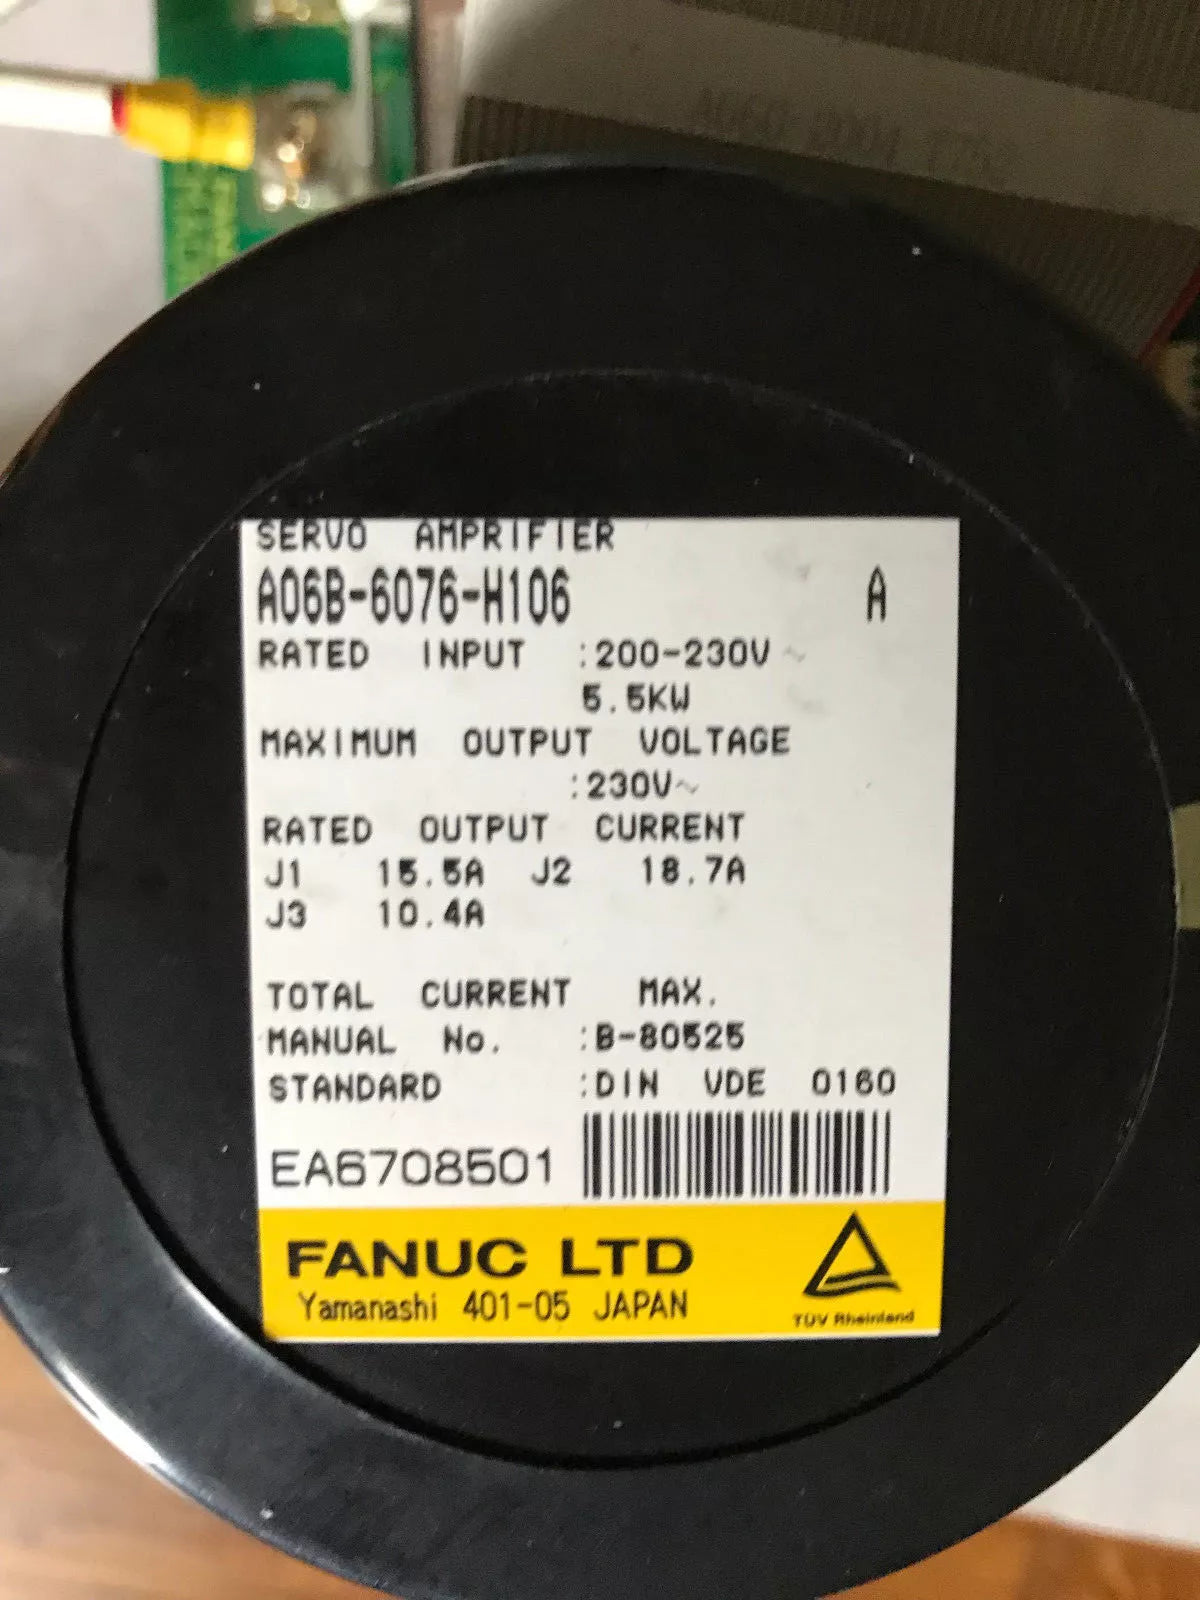 SERVO AMPRIFIER
A06B-6076-H106 A
RATED INPUT :200-230V~
5.5KW
MAXIMUM OUTPUT VOLTAGE
:230V~
RATED OUTPUT CURRENT
J1 15.5A J2 18.7A
J3 10.4A
TOTAL CURRENT MAX.
MANUAL No. :B-80525
STANDARD :DIN VDE 0160
EA6708501
FANUC LTD
Yamanashi 401-05 JAPAN
TÜV Rheinland